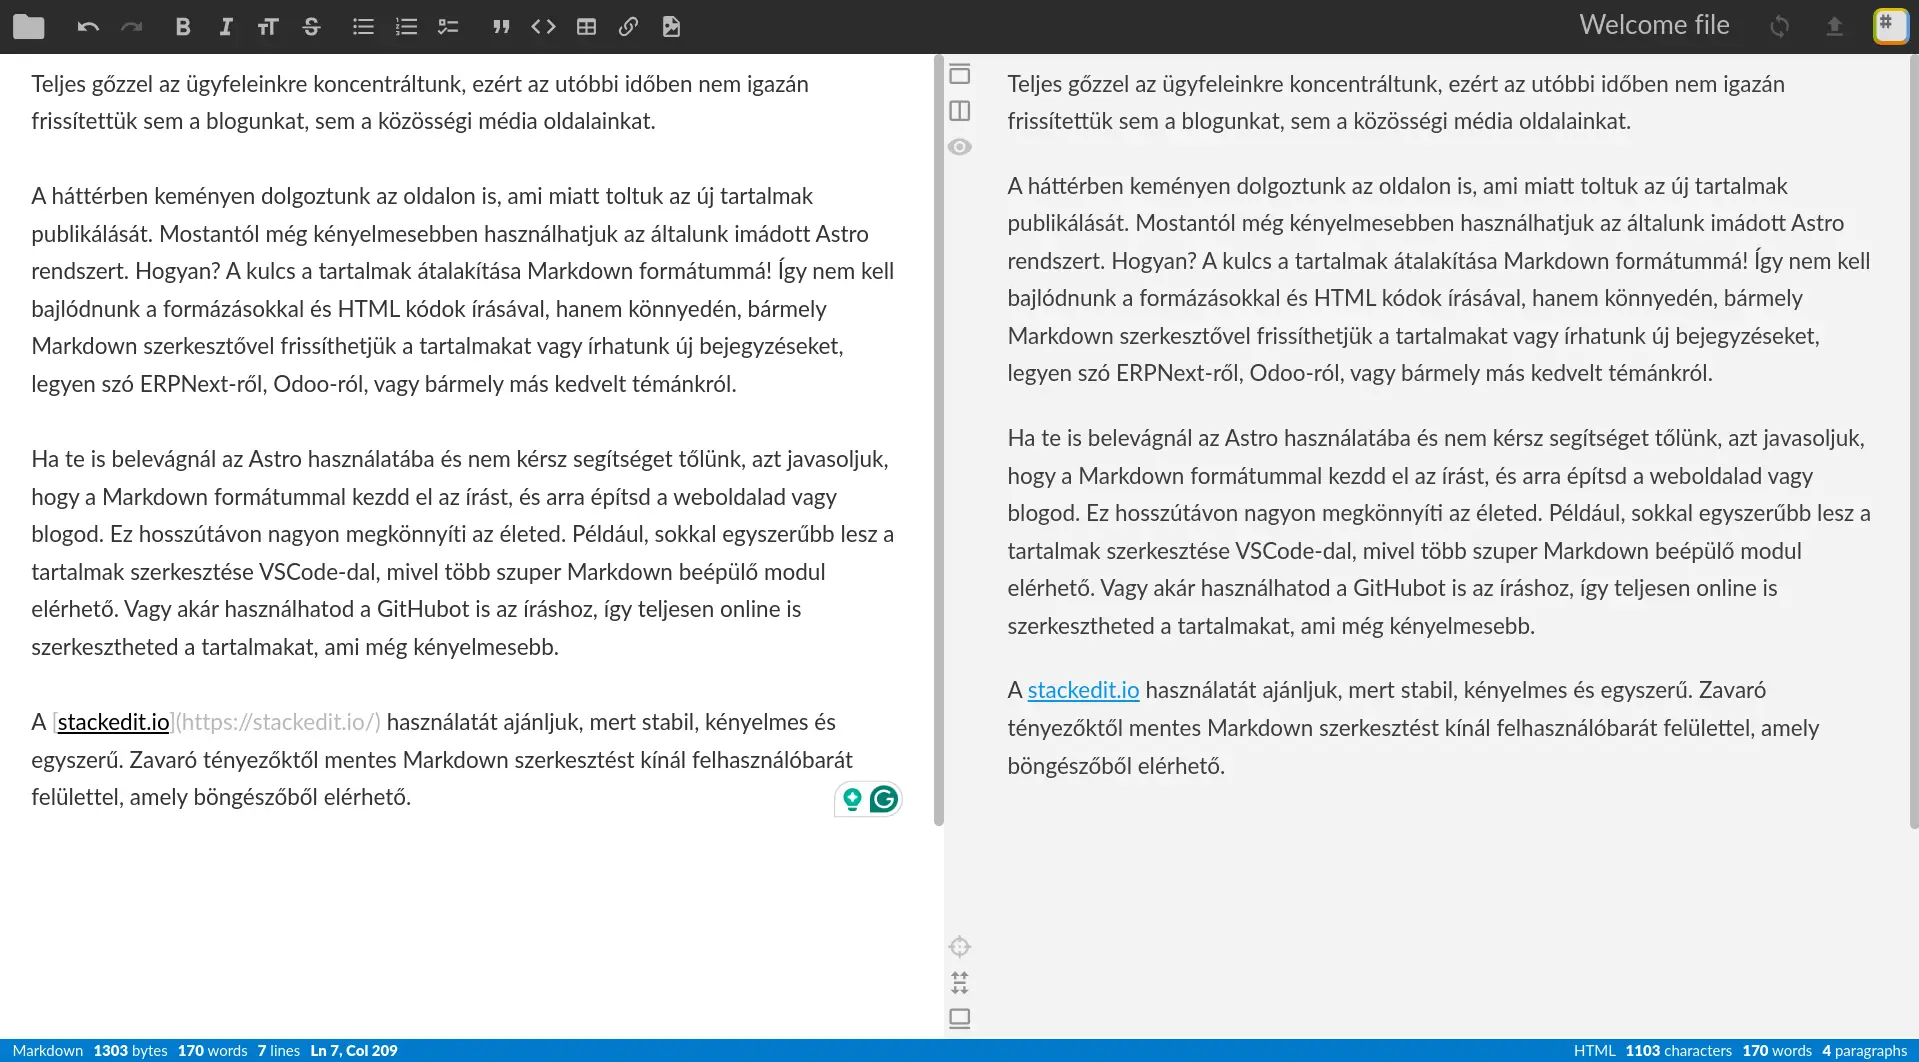 Welcome file
Teljes gőzzel az ügyfeleinkre koncentráltunk, ezért az utóbbi időben nem igazán
frissítettük sem a blogunkat, sem a közösségi média oldalainkat.
A háttérben keményen dolgoztunk az oldalon is, ami miatt toltuk az új tartalmak
publikálását. Mostantól még kényelmesebben használhatjuk az általunk imádott Astro
rendszert. Hogyan? A kulcs a tartalmak átalakítása Markdown formátummá! Így nem kell
bajlódnunk a formázásokkal és HTML kódok írásával, hanem könnyedén, bármely
Markdown szerkesztővel frissíthetjük a tartalmakat vagy írhatunk új bejegyzéseket,
legyen szó ERPNext-ről, Odoo-ról, vagy bármely más kedvelt témánkról.
Ha te is belevágnál az Astro használatába és nem kérsz segítséget tőlünk, azt javasoljuk,
hogy a Markdown formátummal kezdd el az írást, és arra építsd a weboldalad vagy
blogod. Ez hosszútávon nagyon megkönnyíti az életed. Például, sokkal egyszerűbb lesz a
tartalmak szerkesztése VSCode-dal, mivel több szuper Markdown beépülő modul
elérhető. Vagy akár használhatod a GitHubot is az íráshoz, így teljesen online is
szerkesztheted a tartalmakat, ami még kényelmesebb.
A [stackedit.io](https://stackedit.io/) használatát ajánljuk, mert stabil, kényelmes és
egyszerű. Zavaró tényezőktől mentes Markdown szerkesztést kínál felhasználóbarát
felülettel, amely böngészőből elérhető.
Teljes gőzzel az ügyfeleinkre koncentráltunk, ezért az utóbbi időben nem igazán
frissítettük sem a blogunkat, sem a közösségi média oldalainkat.
A háttérben keményen dolgoztunk az oldalon is, ami miatt toltuk az új tartalmak
publikálását. Mostantól még kényelmesebben használhatjuk az általunk imádott Astro
rendszert. Hogyan? A kulcs a tartalmak átalakítása Markdown formátummá! Így nem kell
bajlódnunk a formázásokkal és HTML kódok írásával, hanem könnyedén, bármely
Markdown szerkesztővel frissíthetjük a tartalmakat vagy írhatunk új bejegyzéseket,
legyen szó ERPNext-ről, Odoo-ról, vagy bármely más kedvelt témánkról.
Ha te is belevágnál az Astro használatába és nem kérsz segítséget tőlünk, azt javasoljuk,
hogy a Markdown formátummal kezdd el az írást, és arra építsd a weboldalad vagy
blogod. Ez hosszútávon nagyon megkönnyíti az életed. Például, sokkal egyszerűbb lesz a
tartalmak szerkesztése VSCode-dal, mivel több szuper Markdown beépülő modul
elérhető. Vagy akár használhatod a GitHubot is az íráshoz, így teljesen online is
szerkesztheted a tartalmakat, ami még kényelmesebb.
A stackedit.io használatát ajánljuk, mert stabil, kényelmes és egyszerű. Zavaró
tényezőktől mentes Markdown szerkesztést kínál felhasználóbarát felülettel, amely
böngészőből elérhető.
Markdown 1303 bytes 170 words 7 lines Ln 7, Col 209
HTML 1103 characters 170 words 4 paragraphs